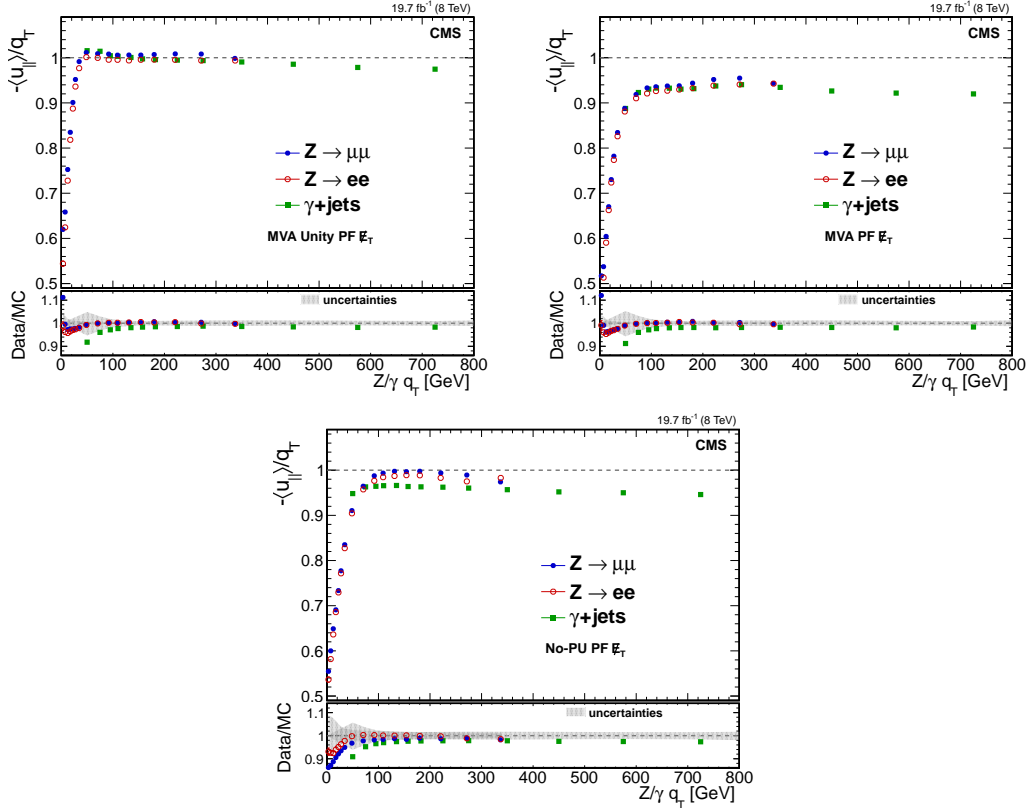 19.7 fb⁻¹ (8 TeV)
CMS
-⟨u_||⟩/q_T
1
0.9
0.8
0.7
0.6
0.5
Z → μμ
Z → ee
γ+jets
MVA Unity PF E̸_T
Data/MC
1.1
1
0.9
uncertainties
0 100 200 300 400 500 600 700 800
Z/γ q_T [GeV]
19.7 fb⁻¹ (8 TeV)
CMS
-⟨u_||⟩/q_T
1
0.9
0.8
0.7
0.6
0.5
Z → μμ
Z → ee
γ+jets
MVA PF E̸_T
Data/MC
1.1
1
0.9
uncertainties
0 100 200 300 400 500 600 700 800
Z/γ q_T [GeV]
19.7 fb⁻¹ (8 TeV)
CMS
-⟨u_||⟩/q_T
1
0.9
0.8
0.7
0.6
0.5
Z → μμ
Z → ee
γ+jets
No-PU PF E̸_T
Data/MC
1.1
1
0.9
uncertainties
0 100 200 300 400 500 600 700 800
Z/γ q_T [GeV]